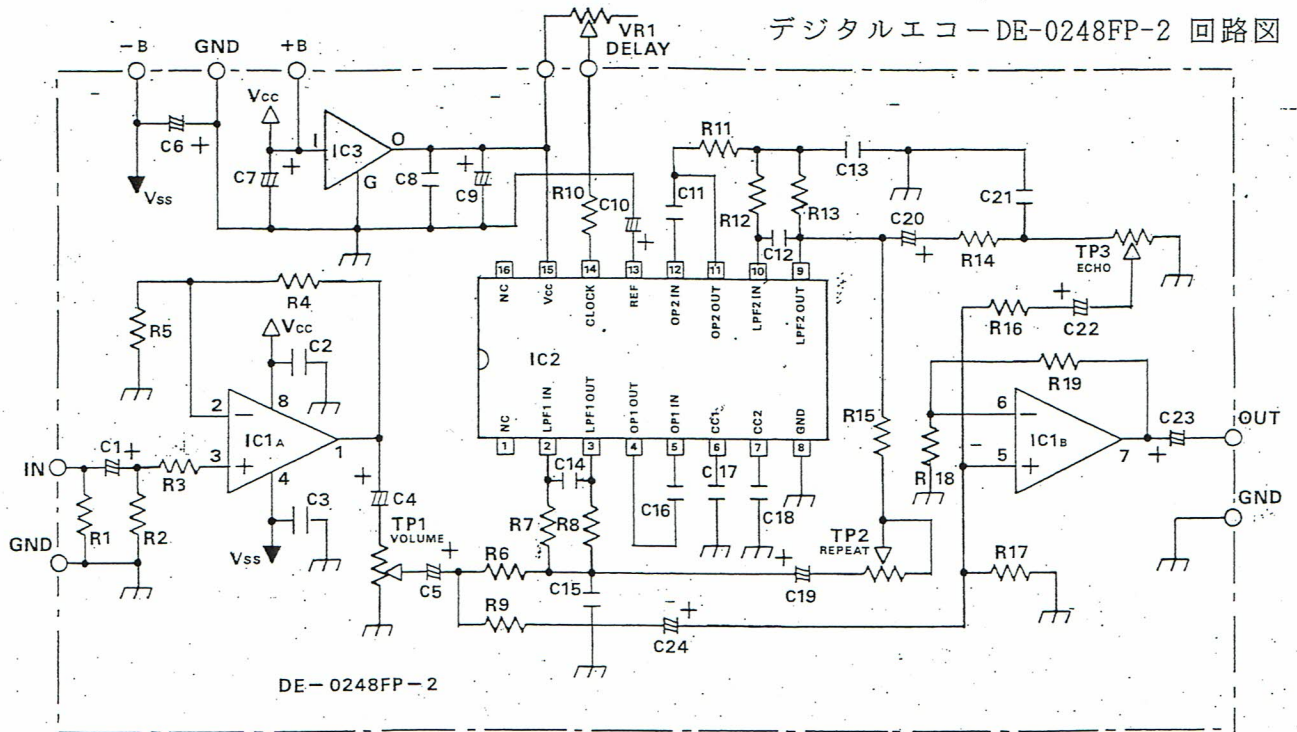 デジタルエコーDE-0248FP-2 回路図
VR1
DELAY
-B
GND
+B
Vcc
C6
+
Vss
C7
+
I
IC3
O
G
C8
+
C9
R10
C10
+
R11
C11
R12
R13
C12
C13
C20
+
C21
R14
TP3
ECHO
R16
+
C22
16
15
14
13
12
11
10
9
NC
Vcc
CLOCK
REF
OP2 IN
OP2 OUT
LPF2 IN
LPF2 OUT
IC2
NC
LPF1 IN
LPF1 OUT
OP1 OUT
OP1 IN
CC1
CC2
GND
1
2
3
4
5
6
7
8
R4
R5
Vcc
C2
2
-
8
IC1A
1
3
+
4
IN
C1
+
R3
R1
R2
GND
C3
Vss
+
C4
TP1
VOLUME
+
C5
R6
R9
R7
R8
C14
C15
C16
C17
C18
R15
TP2
REPEAT
+
C19
-
+
C24
R17
R18
R19
6
-
IC1B
5
+
7
+
C23
OUT
GND
DE-0248FP-2